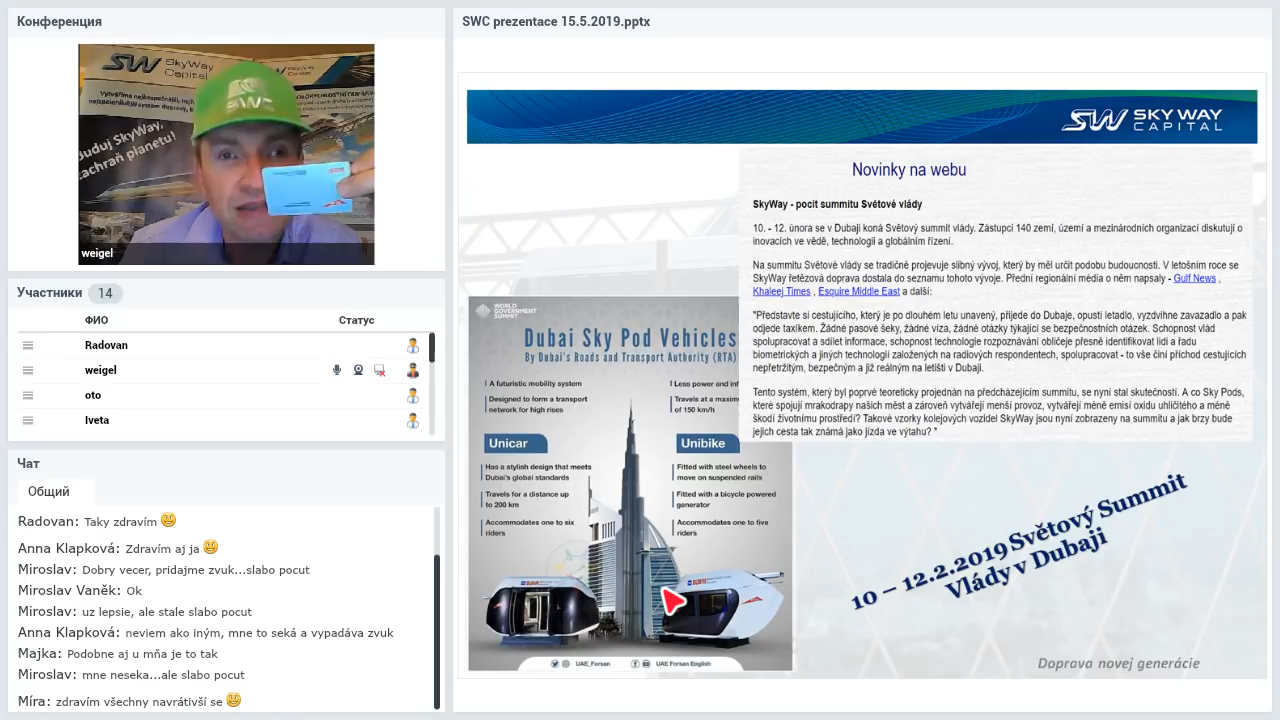 Конференция
SkyWay
Capital
SkyWay
Capital
Buduj SkyWay,
zachraň planetu!
SWC
weigel
Участники 14
ФИО Статус
Radovan
weigel
oto
Iveta
Чат
Общий
Radovan: Taky zdravím
Anna Klapková: Zdravím aj ja
Miroslav: Dobry vecer, pridajme zvuk...slabo pocut
Miroslav Vaněk: Ok
Miroslav: uz lepsie, ale stale slabo pocut
Anna Klapková: neviem ako iným, mne to seká a vypadáva zvuk
Majka: Podobne aj u mňa je to tak
Miroslav: mne neseka...ale slabo pocut
Míra: zdravím všechny navrátivší se
SWC prezentace 15.5.2019.pptx
SW SKY WAY
CAPITAL
Novinky na webu
SkyWay - pocit summitu Světové vlády
10. - 12. února se v Dubaji koná Světový summit vlády. Zástupci 140 zemí, území a mezinárodních organizací diskutují o
inovacích ve vědě, technologii a globálním řízení.
Na summitu Světové vlády se tradičně projevuje slibný vývoj, který by měl určit podobu budoucnosti. V letošním roce se
SkyWay řetězová doprava dostala do seznamu tohoto vývoje. Přední regionální média o něm napsaly - Gulf News ,
Khaleej Times , Esquire Middle East a další:
"Představte si cestujícího, který je po dlouhém letu unavený, přijede do Dubaje, opustí letadlo, vyzdvihne zavazadlo a pak
odjede taxikem. Žádné pasové šeky, žádné víza, žádné otázky týkající se bezpečnostních otázek. Schopnost vlád
spolupracovat a sdílet informace, schopnost technologie rozpoznávání obličeje přesně identifikovat lidi a řadu
biometrických a jiných technologií založených na radiových respondentech, spolupracovat - to vše činí příchod cestujících
nepřetržitým, bezpečným a již reálným na letišti v Dubaji.
Tento systém, který byl poprvé teoreticky projednán na předcházejícím summitu, se nyní stal skutečností. A co Sky Pods,
které spojují mrakodrapy našich měst a zároveň vytvářejí menší provoz, vytvářejí méně emisí oxidu uhličitého a méně
škodí životnímu prostředí? Takové vzorky kolejových vozidel SkyWay jsou nyní zobrazeny na summitu a jak brzy bude
jejich cesta tak známá jako jízda ve výtahu? "
WORLD
GOVERNMENT
SUMMIT
Dubai Sky Pod Vehicles
By Dubai's Roads and Transport Authority (RTA)
A futuristic mobility system
Designed to form a transport
network for high rises
Less power and inf
Travels at a maxim
of 150 km/h
Unicar
Has a stylish design that meets
Dubai's global standards
Travels for a distance up
to 200 km
Accommodates one to six
riders
Unibike
Fitted with steel wheels to
move on suspended rails
Fitted with a bicycle powered
generator
Accommodates one to five
riders
UAE_Forsan UAE Forsan English
10 – 12.2.2019 Světový Summit
Vlády v Dubaji
Doprava novej generácie